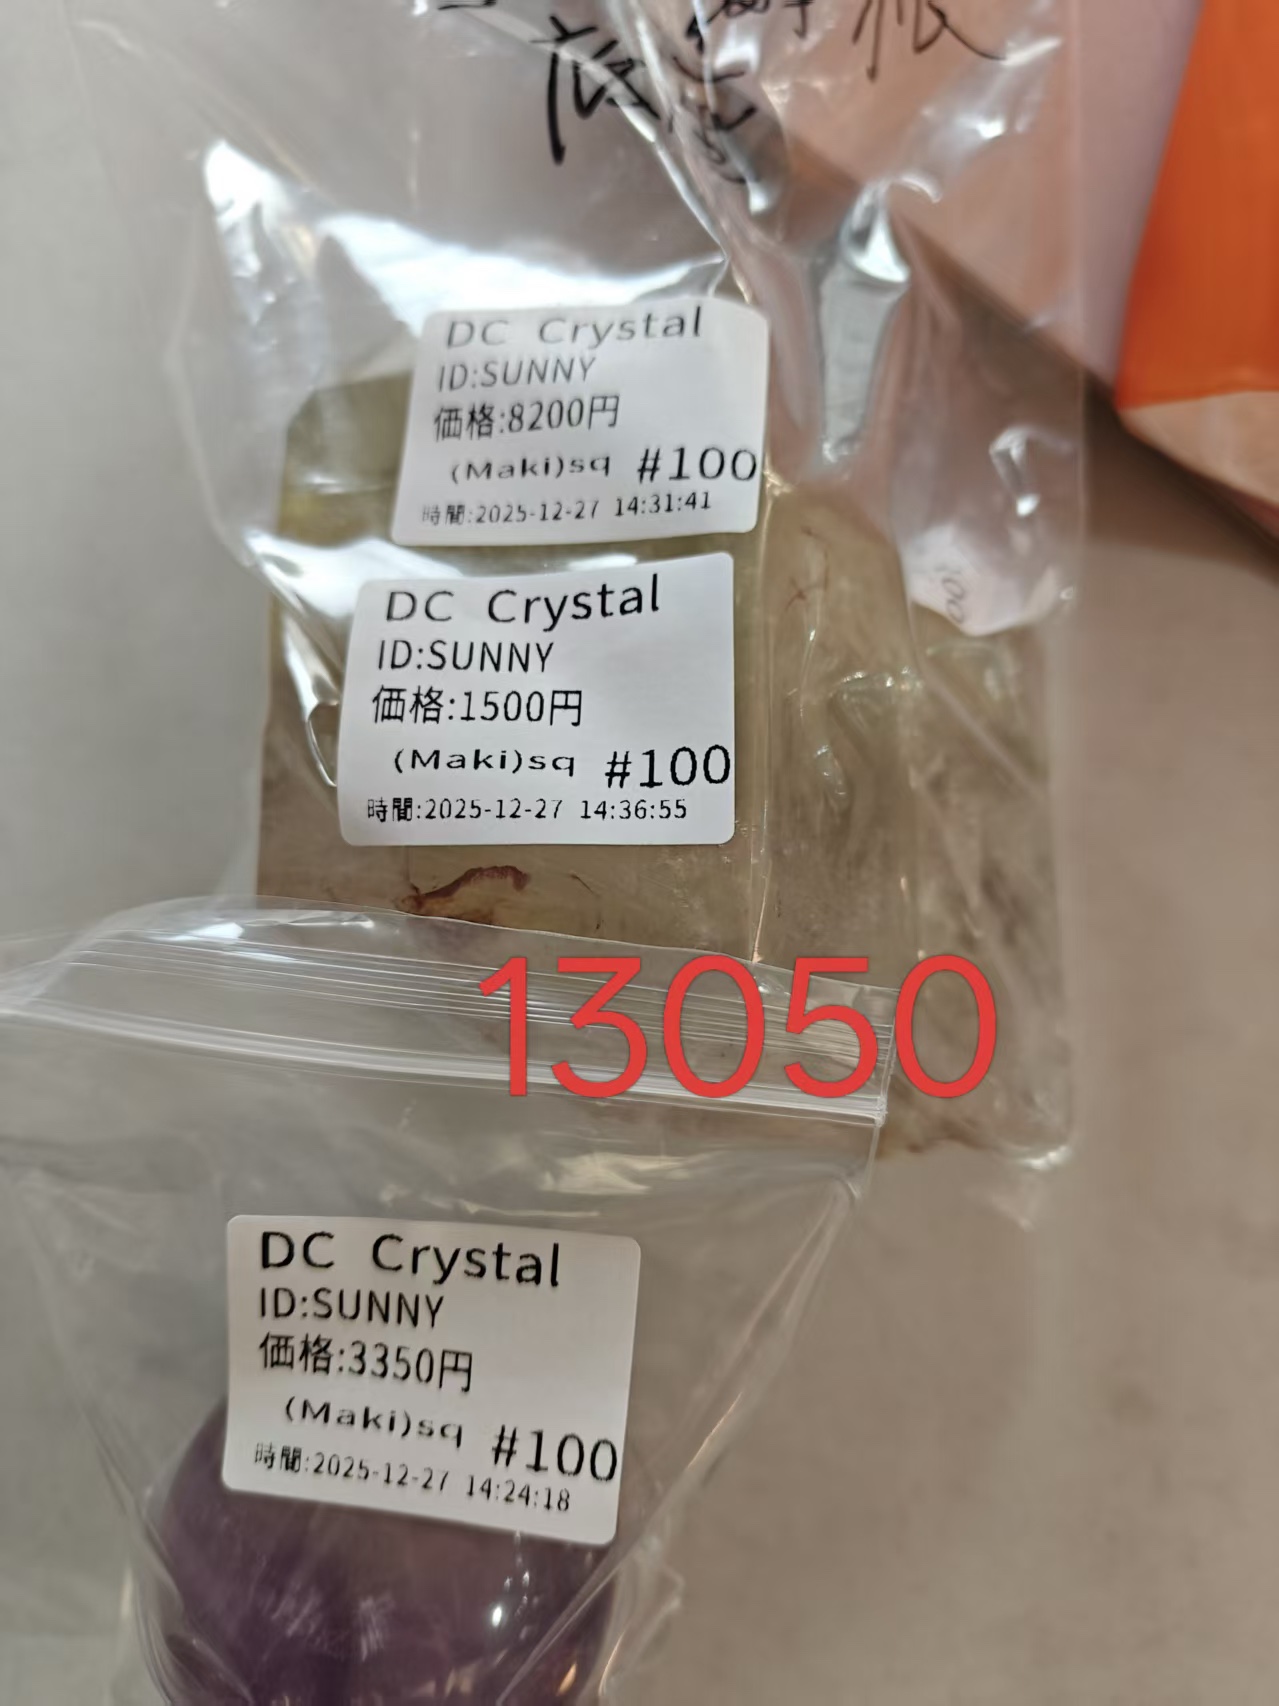 底
DC Crystal
ID:SUNNY
価格:8200円
(Maki)sq #100
時間:2025-12-27 14:31:41
DC Crystal
ID:SUNNY
価格:1500円
(Maki)sq #100
時間:2025-12-27 14:36:55
13050
DC Crystal
ID:SUNNY
価格:3350円
(Maki)sq #100
時間:2025-12-27 14:24:18